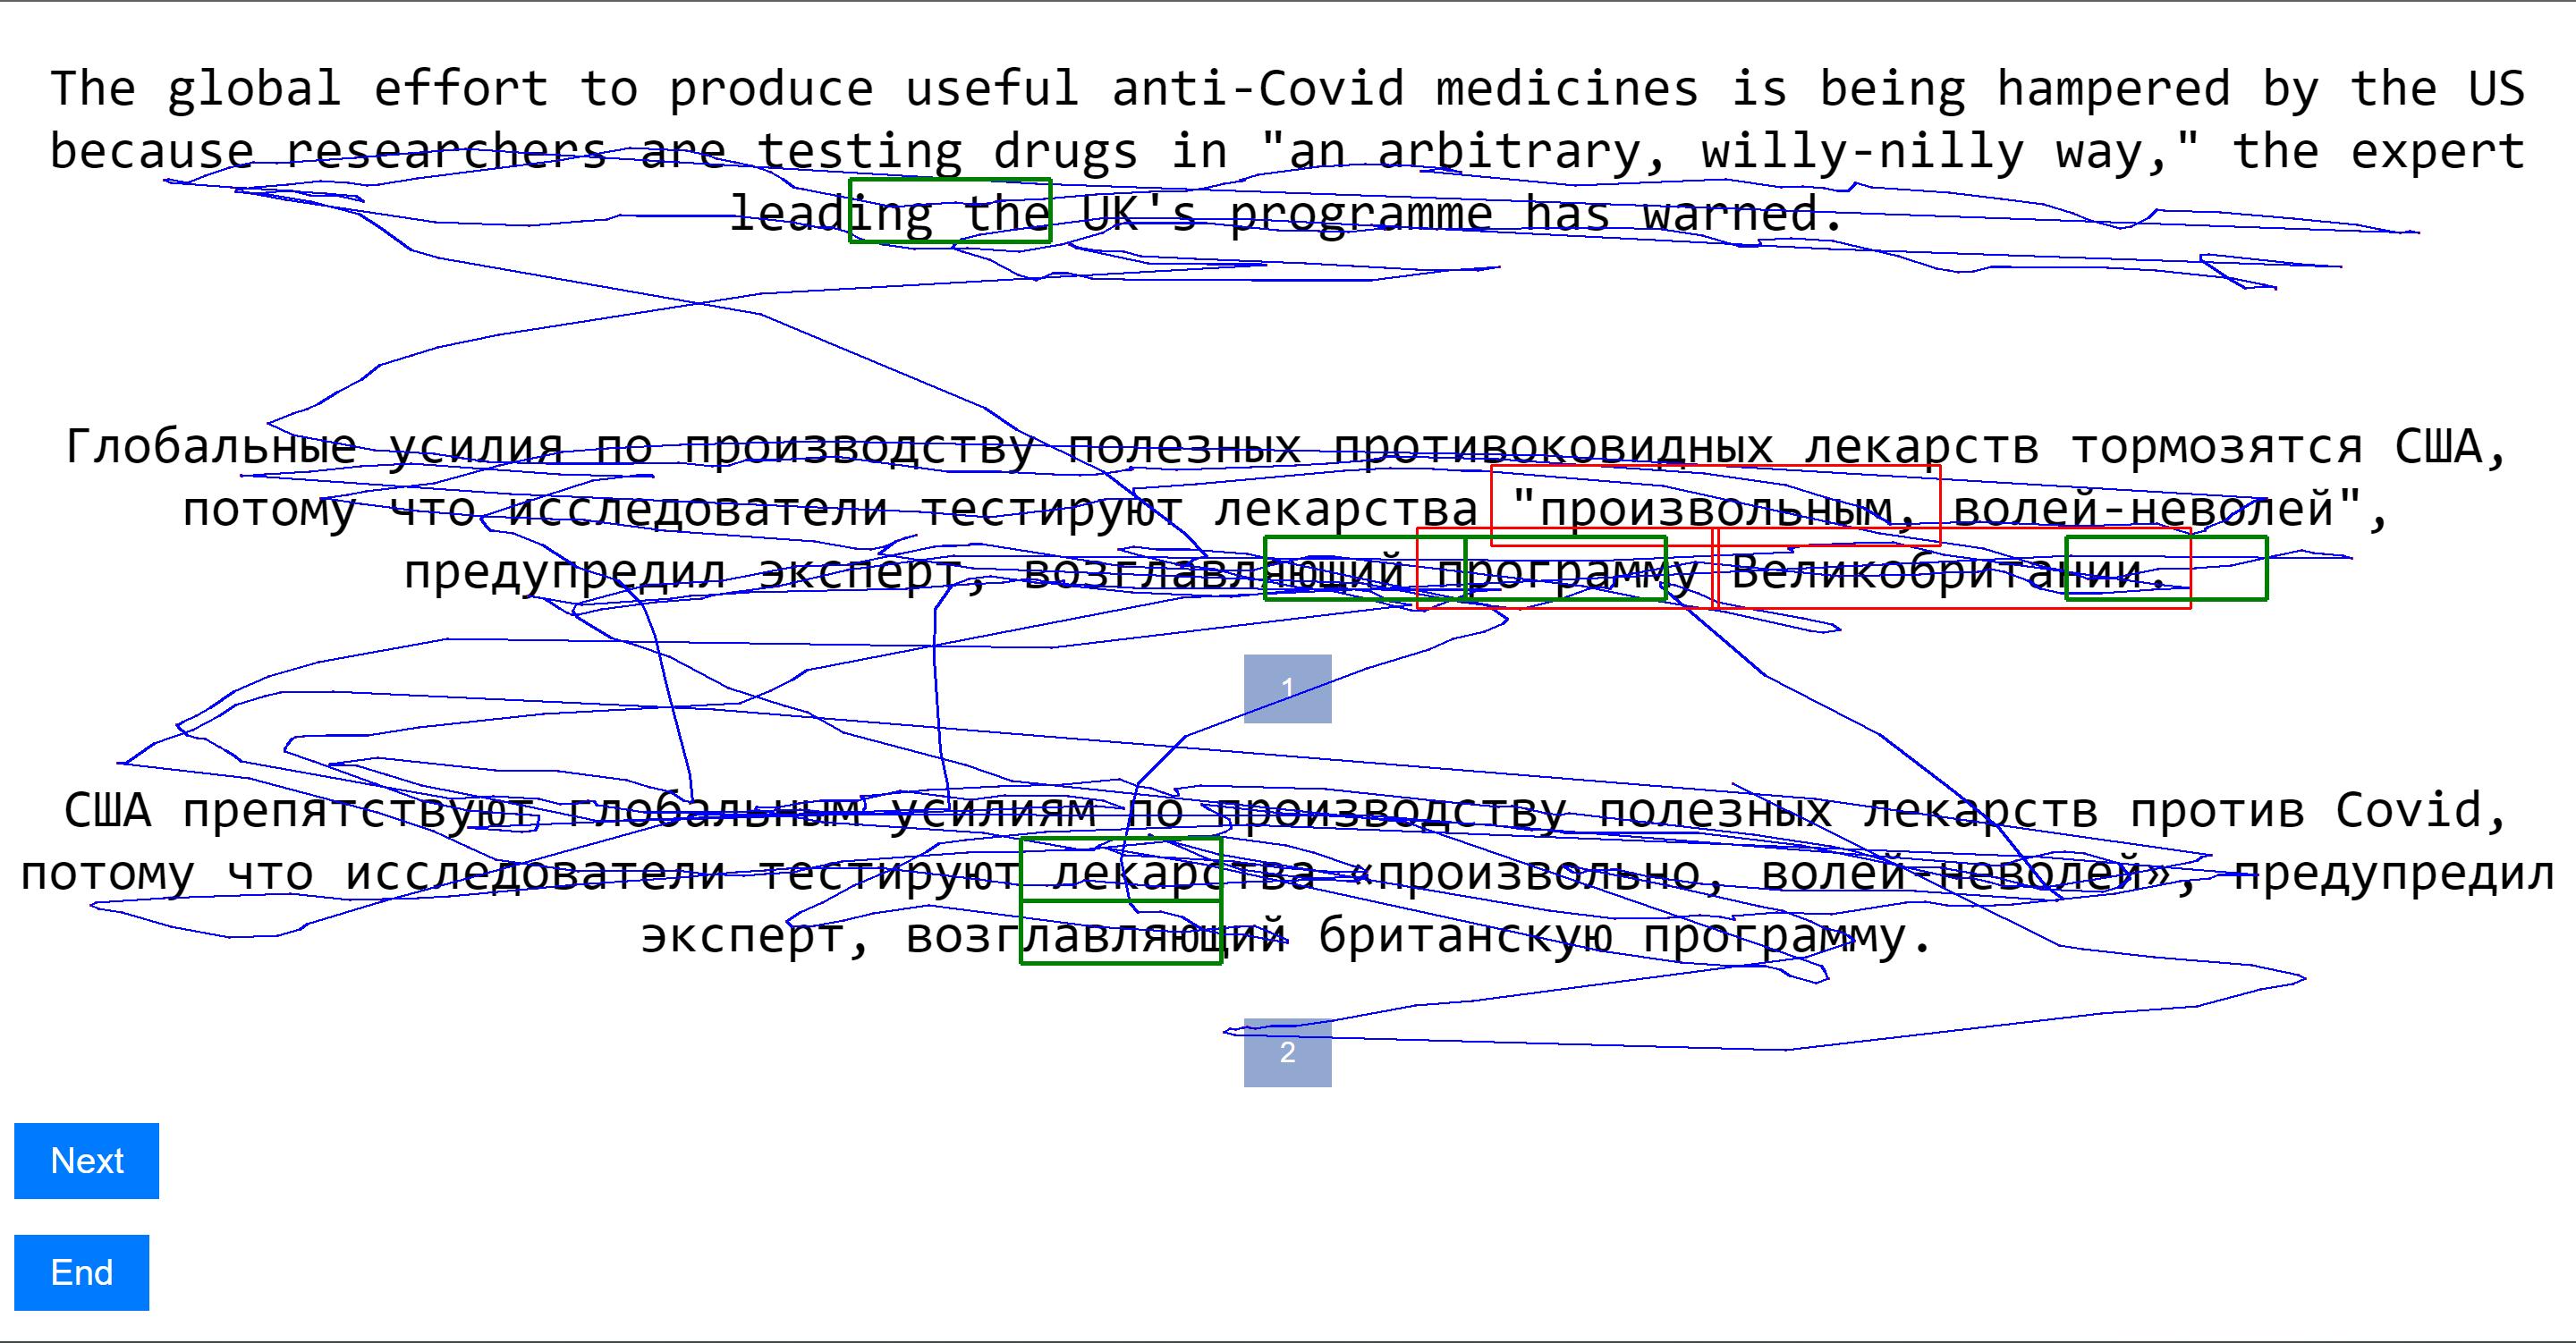 The global effort to produce useful anti-Covid medicines is being hampered by the US
because researchers are testing drugs in "an arbitrary, willy-nilly way," the expert
leading the UK's programme has warned.
Глобальные усилия по производству полезных противоковидных лекарств тормозятся США,
потому что исследователи тестируют лекарства "произвольным, волей-неволей",
предупредил эксперт, возглавляющий программу Великобритании.
1
США препятствуют глобальным усилиям по производству полезных лекарств против Covid,
потому что исследователи тестируют лекарства «произвольно, волей-неволей», предупредил
эксперт, возглавляющий британскую программу.
2
Next
End